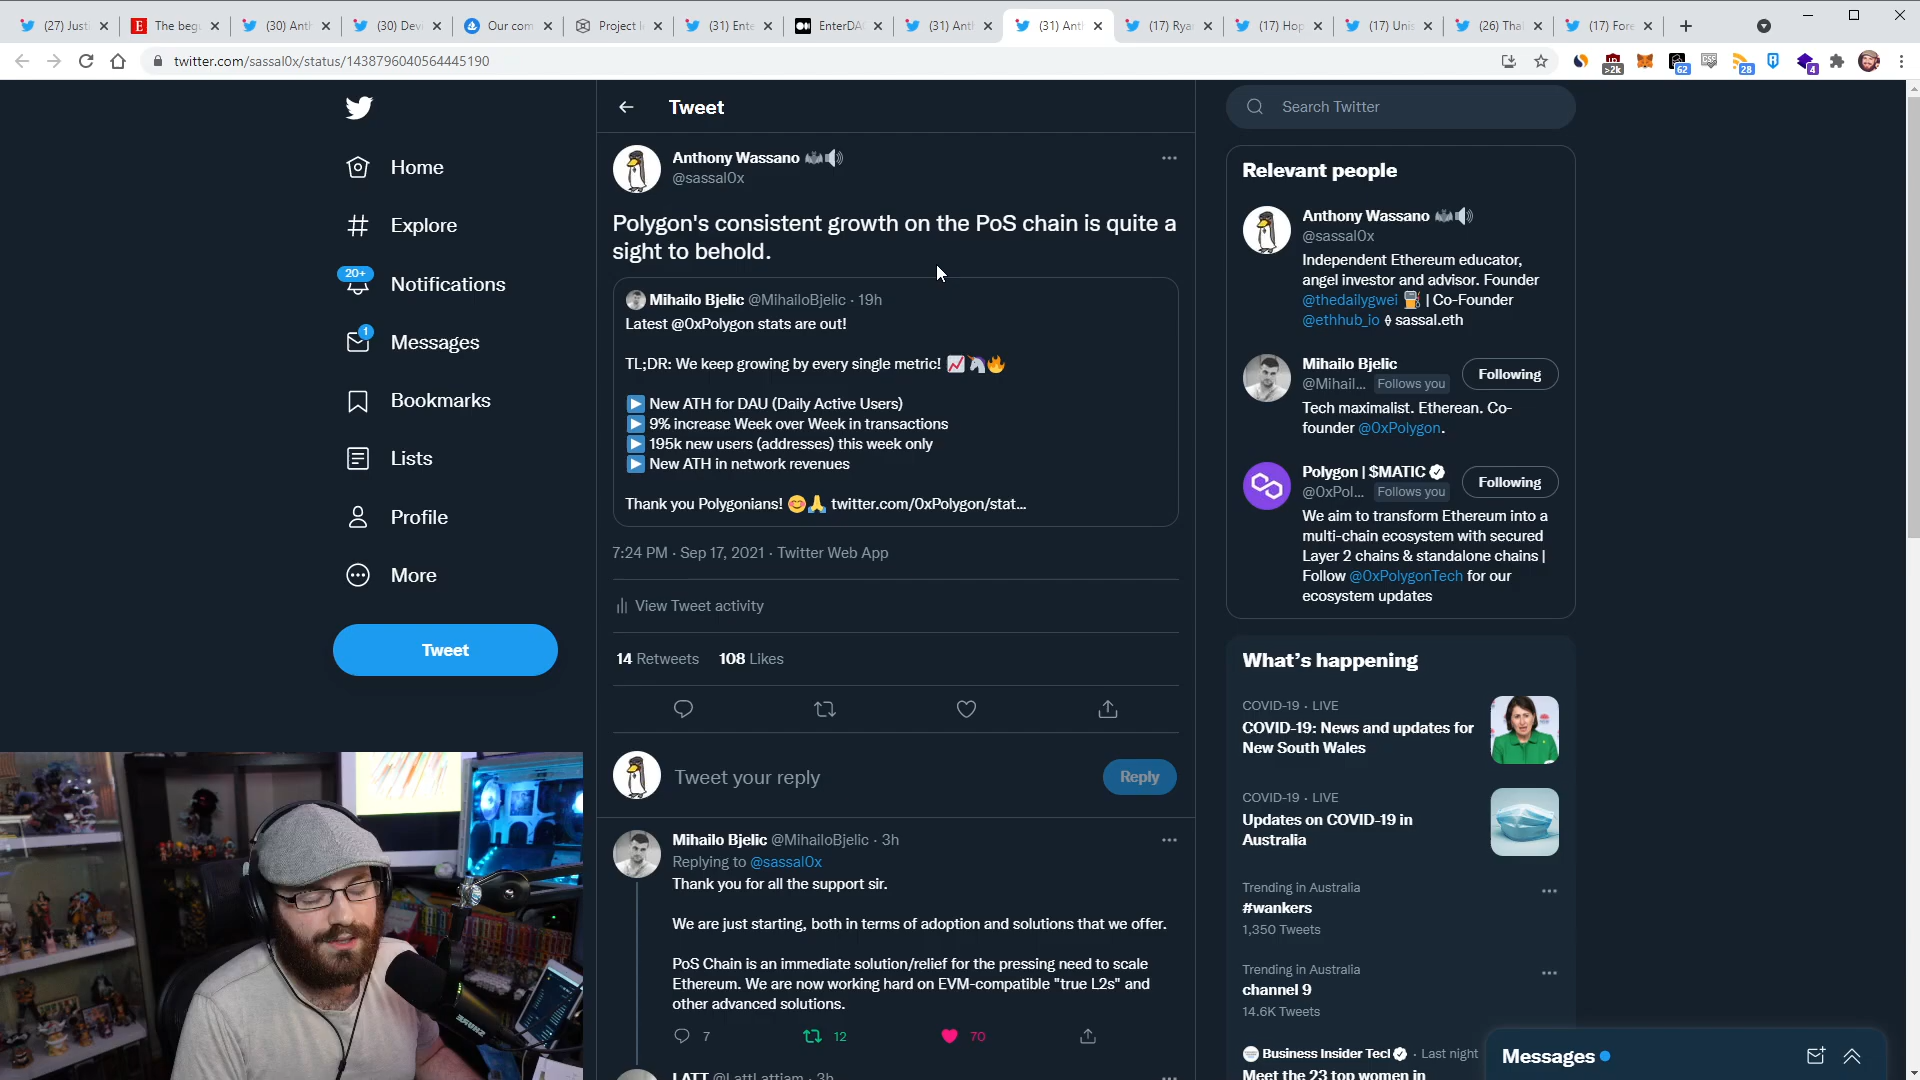 (27) Justi
The begu
(30) Anth
(30) Dev
Our com
Project l
(31) Ente
EnterDA
(31) Anth
(31) Anth
(17) Rya
(17) Hop
(17) Unis
(26) Tha
(17) Fore
twitter.com/sassal0x/status/1438796040564445190
>2k
62
28
4
Home
Explore
20+
Notifications
1
Messages
Bookmarks
Lists
Profile
More
Tweet
Tweet
Anthony Wassano
@sassal0x
Polygon's consistent growth on the PoS chain is quite a
sight to behold.
Mihailo Bjelic @MihailoBjelic · 19h
Latest @0xPolygon stats are out!
TL;DR: We keep growing by every single metric! 📈🦄🔥
▶ New ATH for DAU (Daily Active Users)
▶ 9% increase Week over Week in transactions
▶ 195k new users (addresses) this week only
▶ New ATH in network revenues
Thank you Polygonians! 😊🙏 twitter.com/0xPolygon/stat...
7:24 PM · Sep 17, 2021 · Twitter Web App
View Tweet activity
14 Retweets 108 Likes
Tweet your reply
Reply
Mihailo Bjelic @MihailoBjelic · 3h
Replying to @sassal0x
Thank you for all the support sir.
We are just starting, both in terms of adoption and solutions that we offer.
PoS Chain is an immediate solution/relief for the pressing need to scale
Ethereum. We are now working hard on EVM-compatible "true L2s" and
other advanced solutions.
7 12 70
LATT @LattLattiam · 3h
Search Twitter
Relevant people
Anthony Wassano
@sassal0x
Independent Ethereum educator,
angel investor and advisor. Founder
@thedailygwei ⛽ | Co-Founder
@ethhub_io ⧫ sassal.eth
Mihailo Bjelic
@Mihail... Follows you
Following
Tech maximalist. Etherean. Co-
founder @0xPolygon.
Polygon | $MATIC
@0xPol... Follows you
Following
We aim to transform Ethereum into a
multi-chain ecosystem with secured
Layer 2 chains & standalone chains |
Follow @0xPolygonTech for our
ecosystem updates
What's happening
COVID-19 · LIVE
COVID-19: News and updates for
New South Wales
COVID-19 · LIVE
Updates on COVID-19 in
Australia
Trending in Australia
#wankers
1,350 Tweets
Trending in Australia
channel 9
14.6K Tweets
Business Insider Tecl · Last night
Meet the 23 top women in
Messages
SHURE